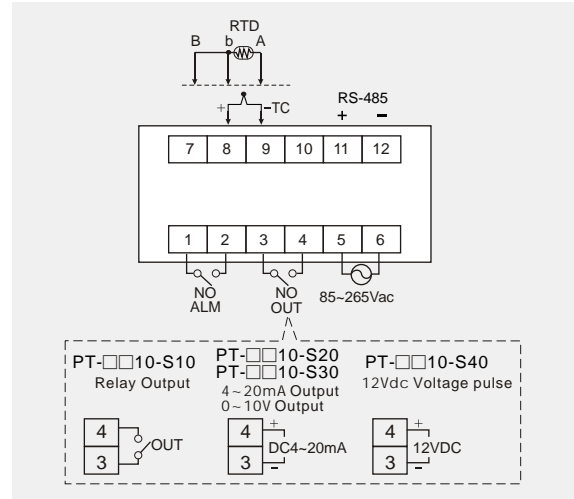 RTD
B b A
+ −TC
RS-485
+ −
7 8 9 10 11 12
1 2 3 4 5 6
NO
ALM
NO
OUT
85~265Vac
PT-□□10-S10
Relay Output
4
3
OUT
PT-□□10-S20
PT-□□10-S30
4~20mA Output
0~10V Output
4
3
+
DC4~20mA
−
PT-□□10-S40
12Vdc Voltage pulse
4
3
+
12VDC
−